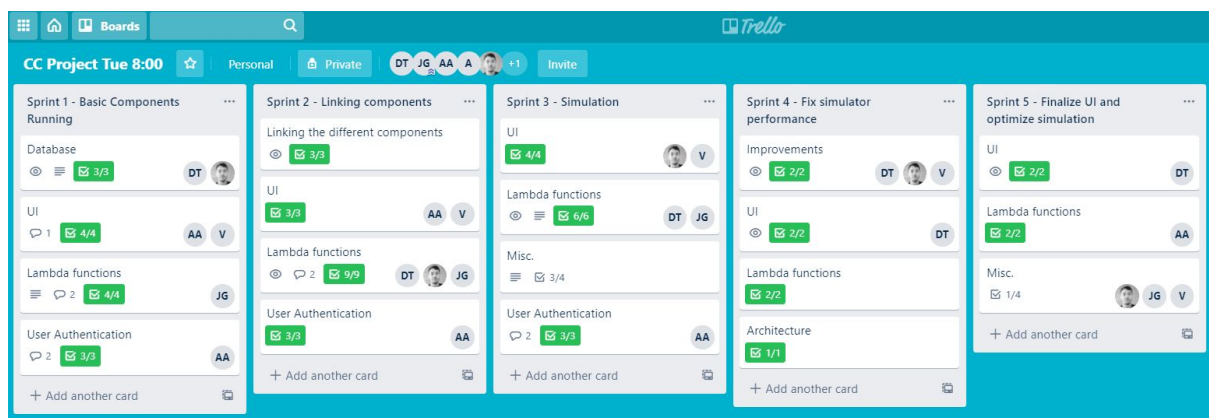 Boards
Trello
CC Project Tue 8:00
Personal
Private
DT JG AA A +1
Invite
Sprint 1 - Basic Components
Running
Database
3/3
DT
UI
1 4/4
AA V
Lambda functions
2 4/4
JG
User Authentication
2 3/3
AA
+ Add another card
Sprint 2 - Linking components
Linking the different components
3/3
UI
3/3
AA V
Lambda functions
2 9/9
DT JG
User Authentication
3/3
AA
+ Add another card
Sprint 3 - Simulation
UI
4/4
V
Lambda functions
6/6
DT JG
Misc.
3/4
User Authentication
2 3/3
AA
+ Add another card
Sprint 4 - Fix simulator
performance
Improvements
2/2
DT V
UI
2/2
DT
Lambda functions
2/2
Architecture
1/1
+ Add another card
Sprint 5 - Finalize UI and
optimize simulation
UI
2/2
DT
Lambda functions
2/2
AA
Misc.
1/4
JG V
+ Add another card